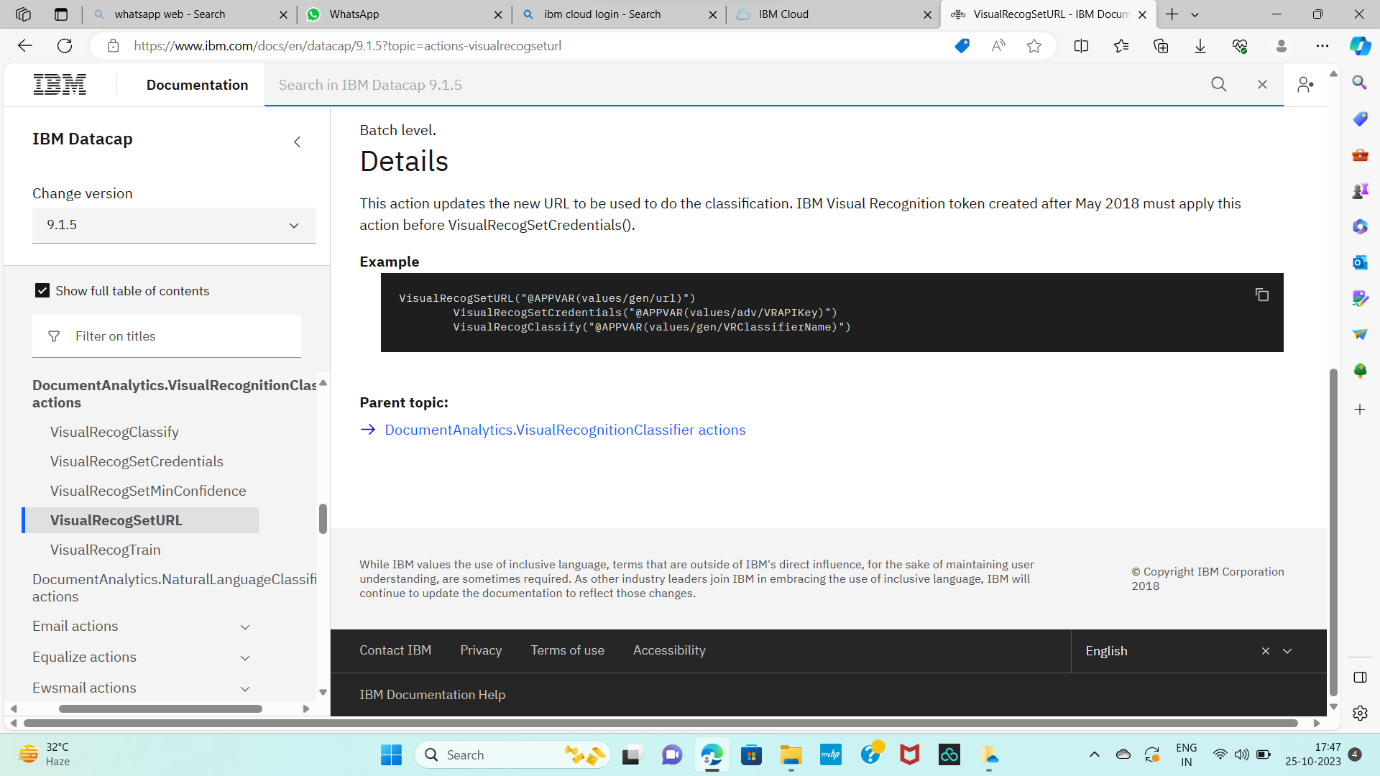 whatsapp web - Search
WhatsApp
ibm cloud login - Search
IBM Cloud
VisualRecogSetURL - IBM Docum
https://www.ibm.com/docs/en/datacap/9.1.5?topic=actions-visualrecogseturl
IBM
Documentation
Search in IBM Datacap 9.1.5
IBM Datacap
Change version
9.1.5
Show full table of contents
Filter on titles
DocumentAnalytics.VisualRecognitionClas
actions
VisualRecogClassify
VisualRecogSetCredentials
VisualRecogSetMinConfidence
VisualRecogSetURL
VisualRecogTrain
DocumentAnalytics.NaturalLanguageClassifi
actions
Email actions
Equalize actions
Ewsmail actions
Batch level.
Details
This action updates the new URL to be used to do the classification. IBM Visual Recognition token created after May 2018 must apply this
action before VisualRecogSetCredentials().
Example
VisualRecogSetURL("@APPVAR(values/gen/url)")
VisualRecogSetCredentials("@APPVAR(values/adv/VRAPIKey)")
VisualRecogClassify("@APPVAR(values/gen/VRClassifierName)")
Parent topic:
→ DocumentAnalytics.VisualRecognitionClassifier actions
While IBM values the use of inclusive language, terms that are outside of IBM's direct influence, for the sake of maintaining user
understanding, are sometimes required. As other industry leaders join IBM in embracing the use of inclusive language, IBM will
continue to update the documentation to reflect those changes.
© Copyright IBM Corporation
2018
Contact IBM
Privacy
Terms of use
Accessibility
English
IBM Documentation Help
32°C
Haze
Search
ENG
IN
17:47
25-10-2023
4